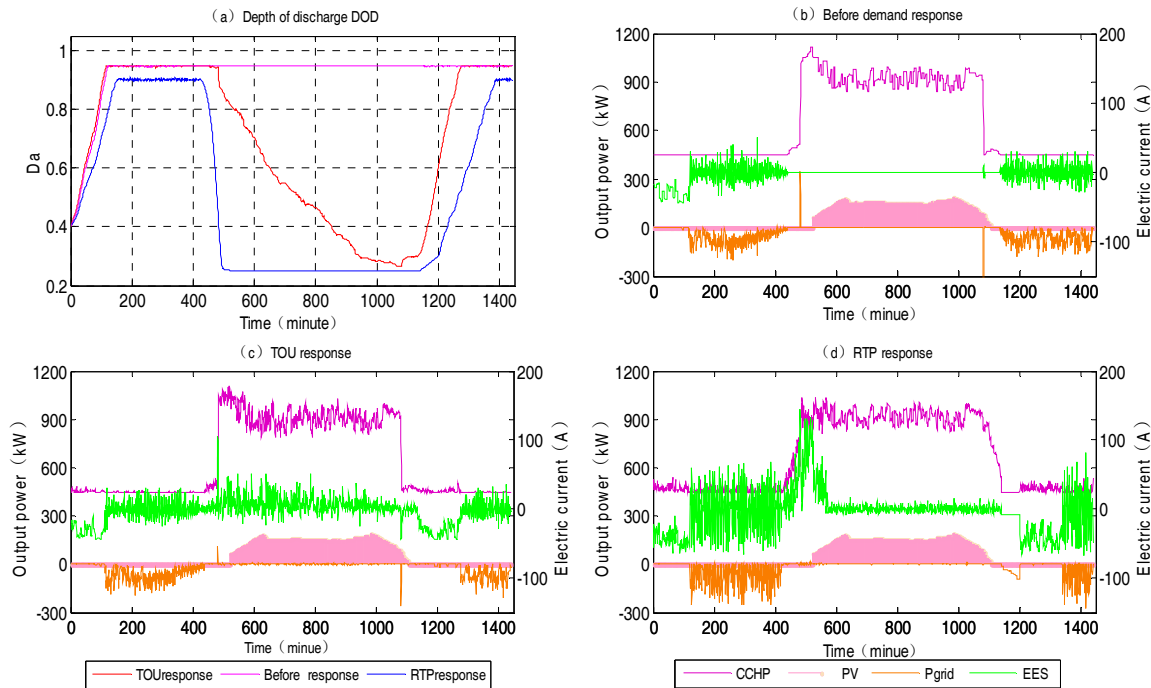 （a）Depth of discharge DOD
1
0.8
0.6
0.4
0.2
Da
0 200 400 600 800 1000 1200 1400
Time（minute）
（b）Before demand response
1200
900
600
300
0
-300
Output power（kW）
200
100
0
-100
Electric current（A）
0 200 400 600 800 1000 1200 1400
Time（minue）
（c）TOU response
1200
900
600
300
0
-300
Output power（kW）
200
100
0
-100
Electric current（A）
0 200 400 600 800 1000 1200 1400
Time（minue）
（d）RTP response
1200
900
600
300
0
-300
Output power（kW）
200
100
0
-100
Electric current（A）
0 200 400 600 800 1000 1200 1400
Time（minue）
TOUresponse Before response RTPresponse
CCHP PV Pgrid EES